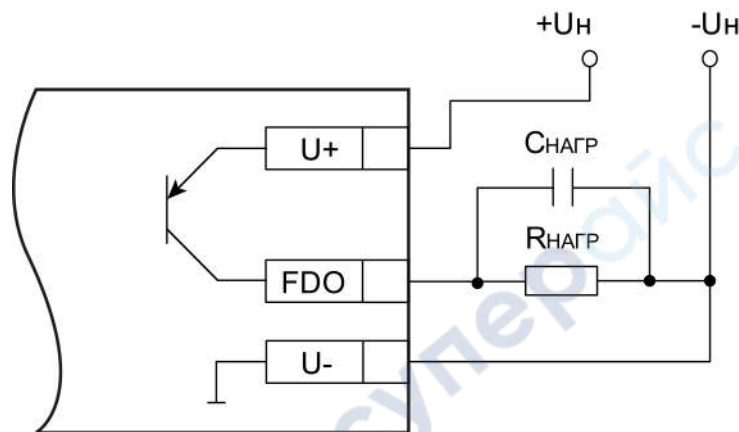 +Uн -Uн
U+
Cнагр
Rнагр
FDO
U-
суперайс